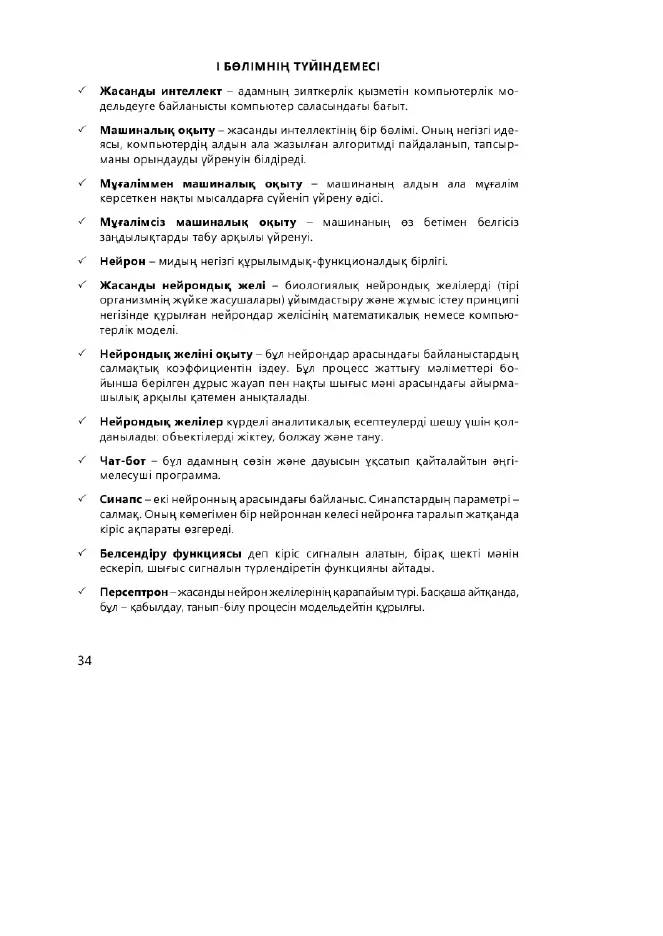 І БӨЛІМНІҢ ТҮЙІНДЕМЕСІ
✓ Жасанды интеллект – адамның зияткерлік қызметін компьютерлік мо-
дельдеуге байланысты компьютер саласындағы бағыт.
✓ Машиналық оқыту – жасанды интеллектінің бір бөлімі. Оның негізгі иде-
ясы, компьютердің алдын ала жазылған алгоритмді пайдаланып, тапсыр-
маны орындауды үйренуін білдіреді.
✓ Мұғаліммен машиналық оқыту – машинаның алдын ала мұғалім
көрсеткен нақты мысалдарға сүйеніп үйрену әдісі.
✓ Мұғалімсіз машиналық оқыту – машинаның өз бетімен белгісіз
заңдылықтарды табу арқылы үйренуі.
✓ Нейрон – мидың негізгі құрылымдық-функционалдық бірлігі.
✓ Жасанды нейрондық желі – биологиялық нейрондық желілерді (тірі
организмнің жүйке жасушалары) ұйымдастыру және жұмыс істеу принципі
негізінде құрылған нейрондар желісінің математикалық немесе компью-
терлік моделі.
✓ Нейрондық желіні оқыту – бұл нейрондар арасындағы байланыстардың
салмақтық коэффициентін іздеу. Бұл процесс жаттығу мәліметтері бо-
йынша берілген дұрыс жауап пен нақты шығыс мәні арасындағы айырма-
шылық арқылы қатемен анықталады.
✓ Нейрондық желілер күрделі аналитикалық есептеулерді шешу үшін қол-
данылады: объектілерді жіктеу, болжау және тану.
✓ Чат-бот – бұл адамның сөзін және дауысын ұқсатып қайталайтын әңгі-
мелесуші программа.
✓ Синапс – екі нейронның арасындағы байланыс. Синапстардың параметрі –
салмақ. Оның көмегімен бір нейроннан келесі нейронға таралып жатқанда
кіріс ақпараты өзгереді.
✓ Белсендіру функциясы деп кіріс сигналын алатын, бірақ шекті мәнін
ескеріп, шығыс сигналын түрлендіретін функцияны айтады.
✓ Персептрон – жасанды нейрон желілерінің қарапайым түрі. Басқаша айтқанда,
бұл – қабылдау, танып-білу процесін модельдейтін құрылғы.
34